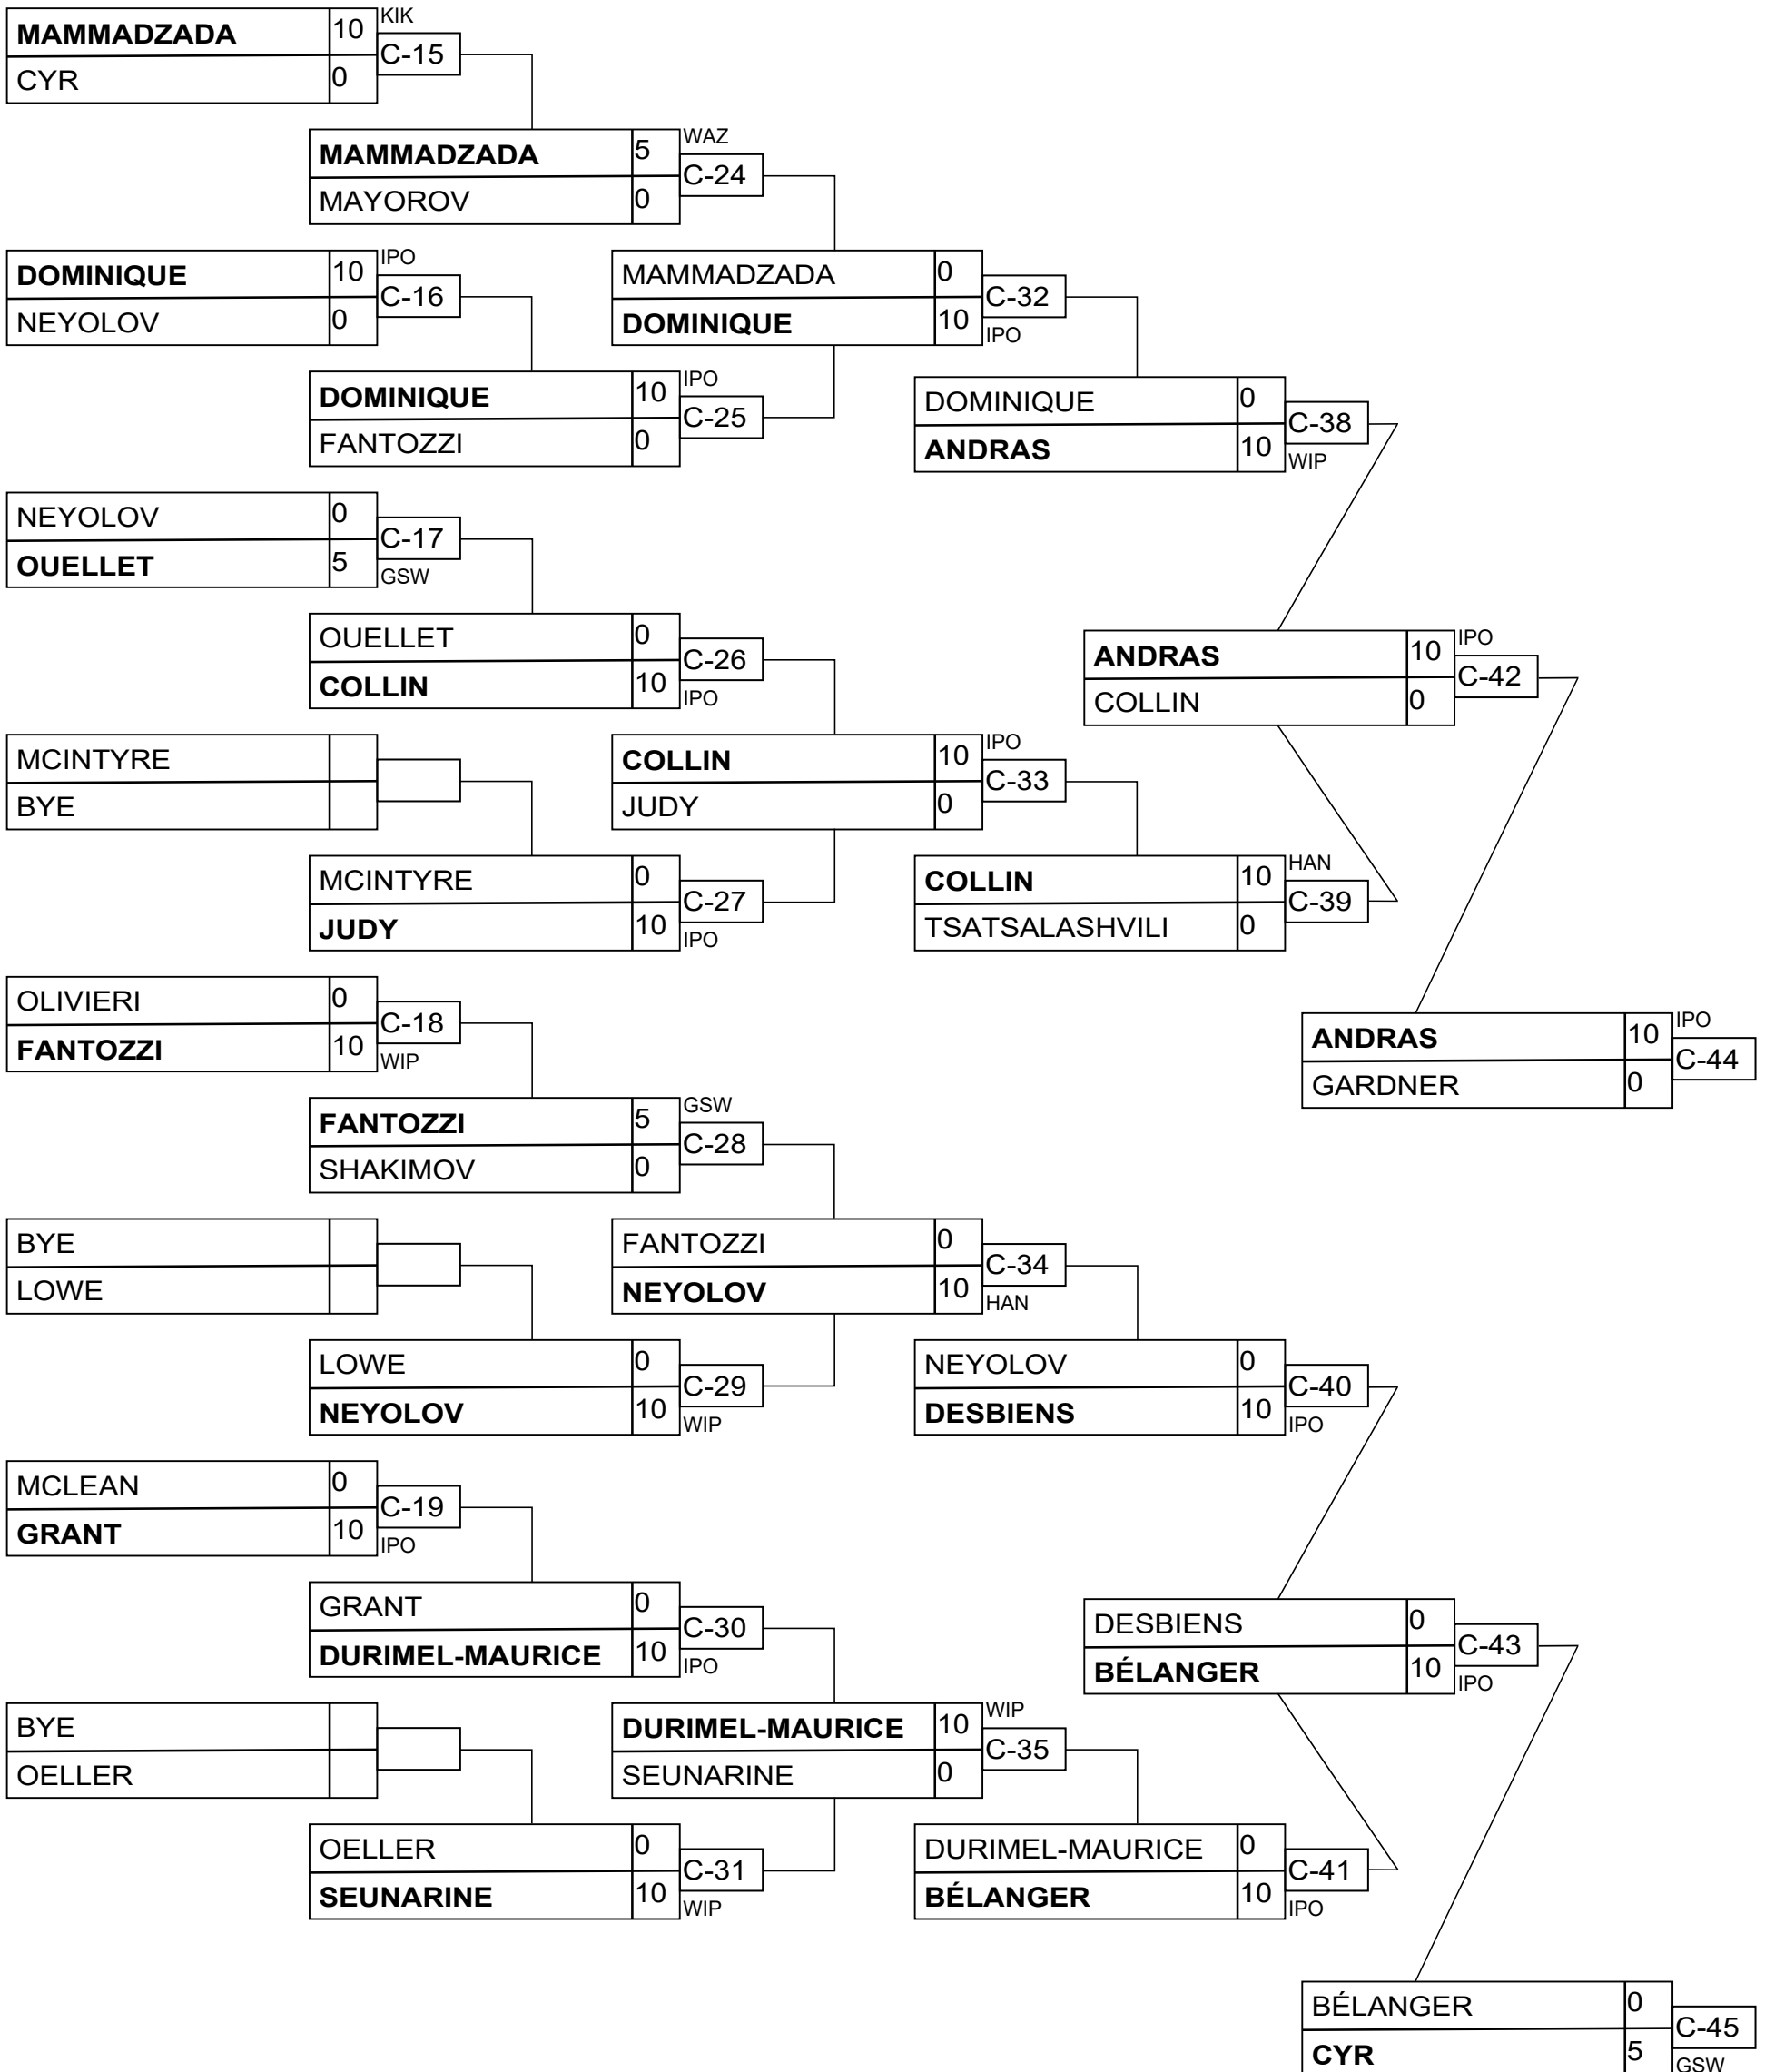 KIK
MAMMADZADA 10
C-15
CYR 0
WAZ
MAMMADZADA 5
C-24
MAYOROV 0
IPO
DOMINIQUE 10
C-16
NEYOLOV 0
MAMMADZADA 0
C-32
DOMINIQUE 10
IPO
IPO
DOMINIQUE 10
C-25
FANTOZZI 0
DOMINIQUE 0
C-38
ANDRAS 10
WIP
NEYOLOV 0
C-17
OUELLET 5
GSW
OUELLET 0
C-26
COLLIN 10
IPO
IPO
ANDRAS 10
C-42
COLLIN 0
MCINTYRE
BYE
IPO
COLLIN 10
C-33
JUDY 0
MCINTYRE 0
C-27
JUDY 10
IPO
HAN
COLLIN 10
C-39
TSATSALASHVILI 0
OLIVIERI 0
C-18
FANTOZZI 10
WIP
IPO
ANDRAS 10
C-44
GARDNER 0
GSW
FANTOZZI 5
C-28
SHAKIMOV 0
BYE
LOWE
FANTOZZI 0
C-34
NEYOLOV 10
HAN
LOWE 0
C-29
NEYOLOV 10
WIP
NEYOLOV 0
C-40
DESBIENS 10
IPO
MCLEAN 0
C-19
GRANT 10
IPO
GRANT 0
C-30
DURIMEL-MAURICE 10
IPO
DESBIENS 0
C-43
BÉLANGER 10
IPO
BYE
OELLER
WIP
DURIMEL-MAURICE 10
C-35
SEUNARINE 0
OELLER 0
C-31
SEUNARINE 10
WIP
DURIMEL-MAURICE 0
C-41
BÉLANGER 10
IPO
BÉLANGER 0
C-45
CYR 5
GSW